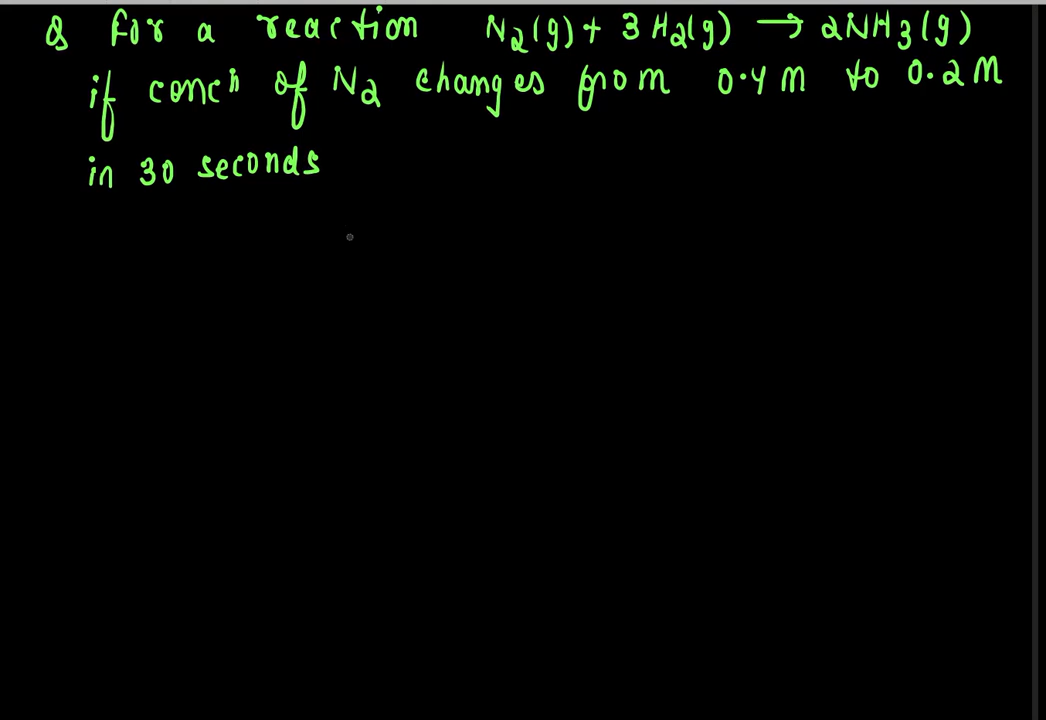 Q for a reaction N₂(g) + 3H₂(g) → 2NH₃(g)
if concⁿ of N₂ changes from 0.4 M to 0.2 M
in 30 seconds